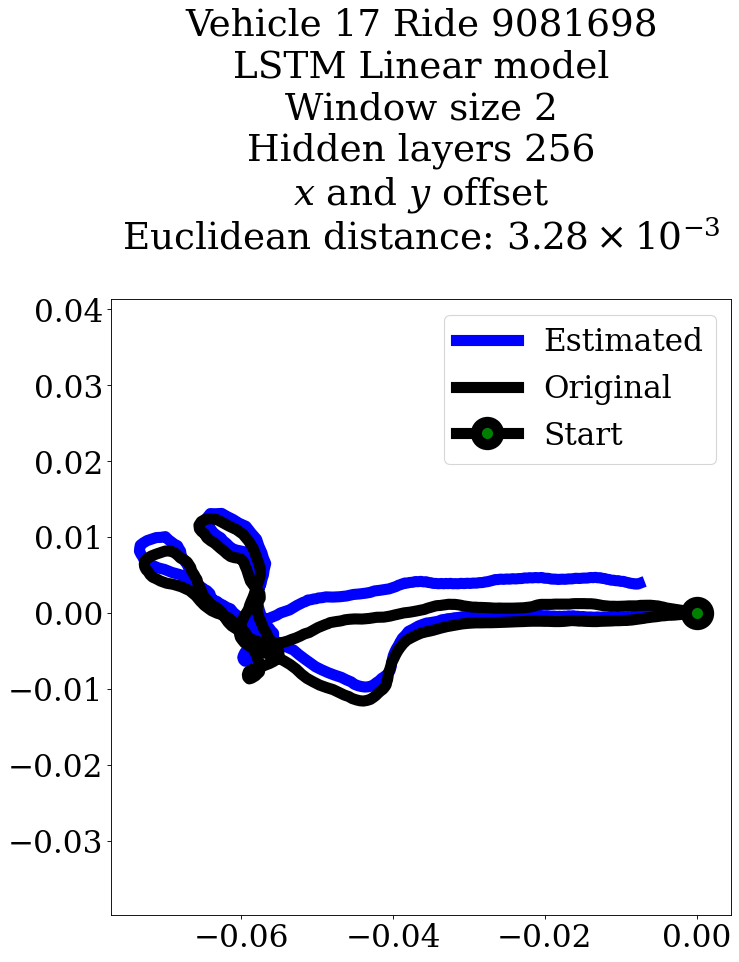 Vehicle 17 Ride 9081698
LSTM Linear model
Window size 2
Hidden layers 256
x and y offset
Euclidean distance: 3.28 × 10⁻³
0.04
0.03
0.02
0.01
0.00
−0.01
−0.02
−0.03
Estimated
Original
Start
−0.06 −0.04 −0.02 0.00